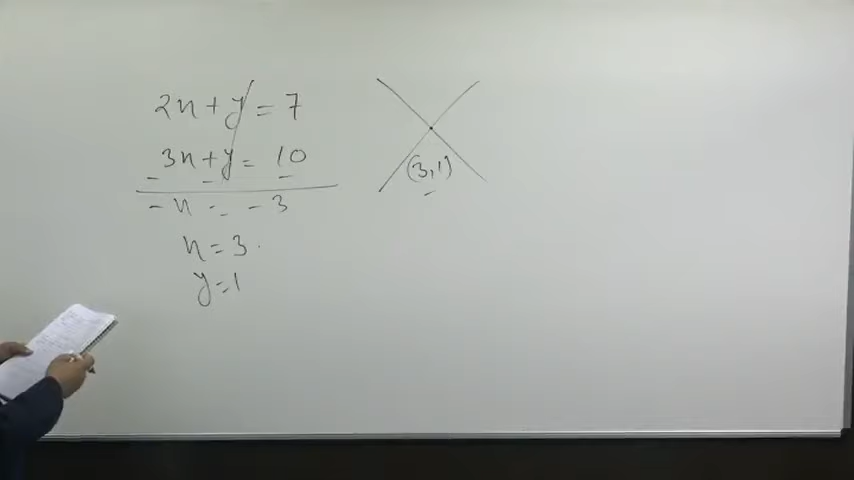 2x + y = 7
3x + y = 10
- - -
-x = -3
x = 3
y = 1
(3,1)